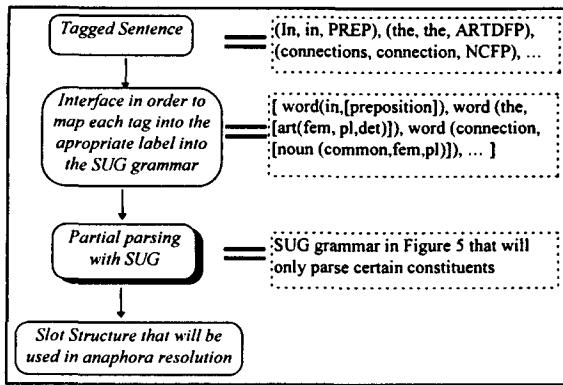 Tagged Sentence
(In, in, PREP), (the, the, ARTDFP),
(connections, connection, NCFP), ...
Interface in order to
map each tag into the
apropriate label into
the SUG grammar
[ word(in,[preposition]), word (the,
[art(fem, pl,det)]), word (connection,
[noun (common,fem,pl)]), ... ]
Partial parsing
with SUG
SUG grammar in Figure 5 that will
only parse certain constituents
Slot Structure that will be
used in anaphora resolution